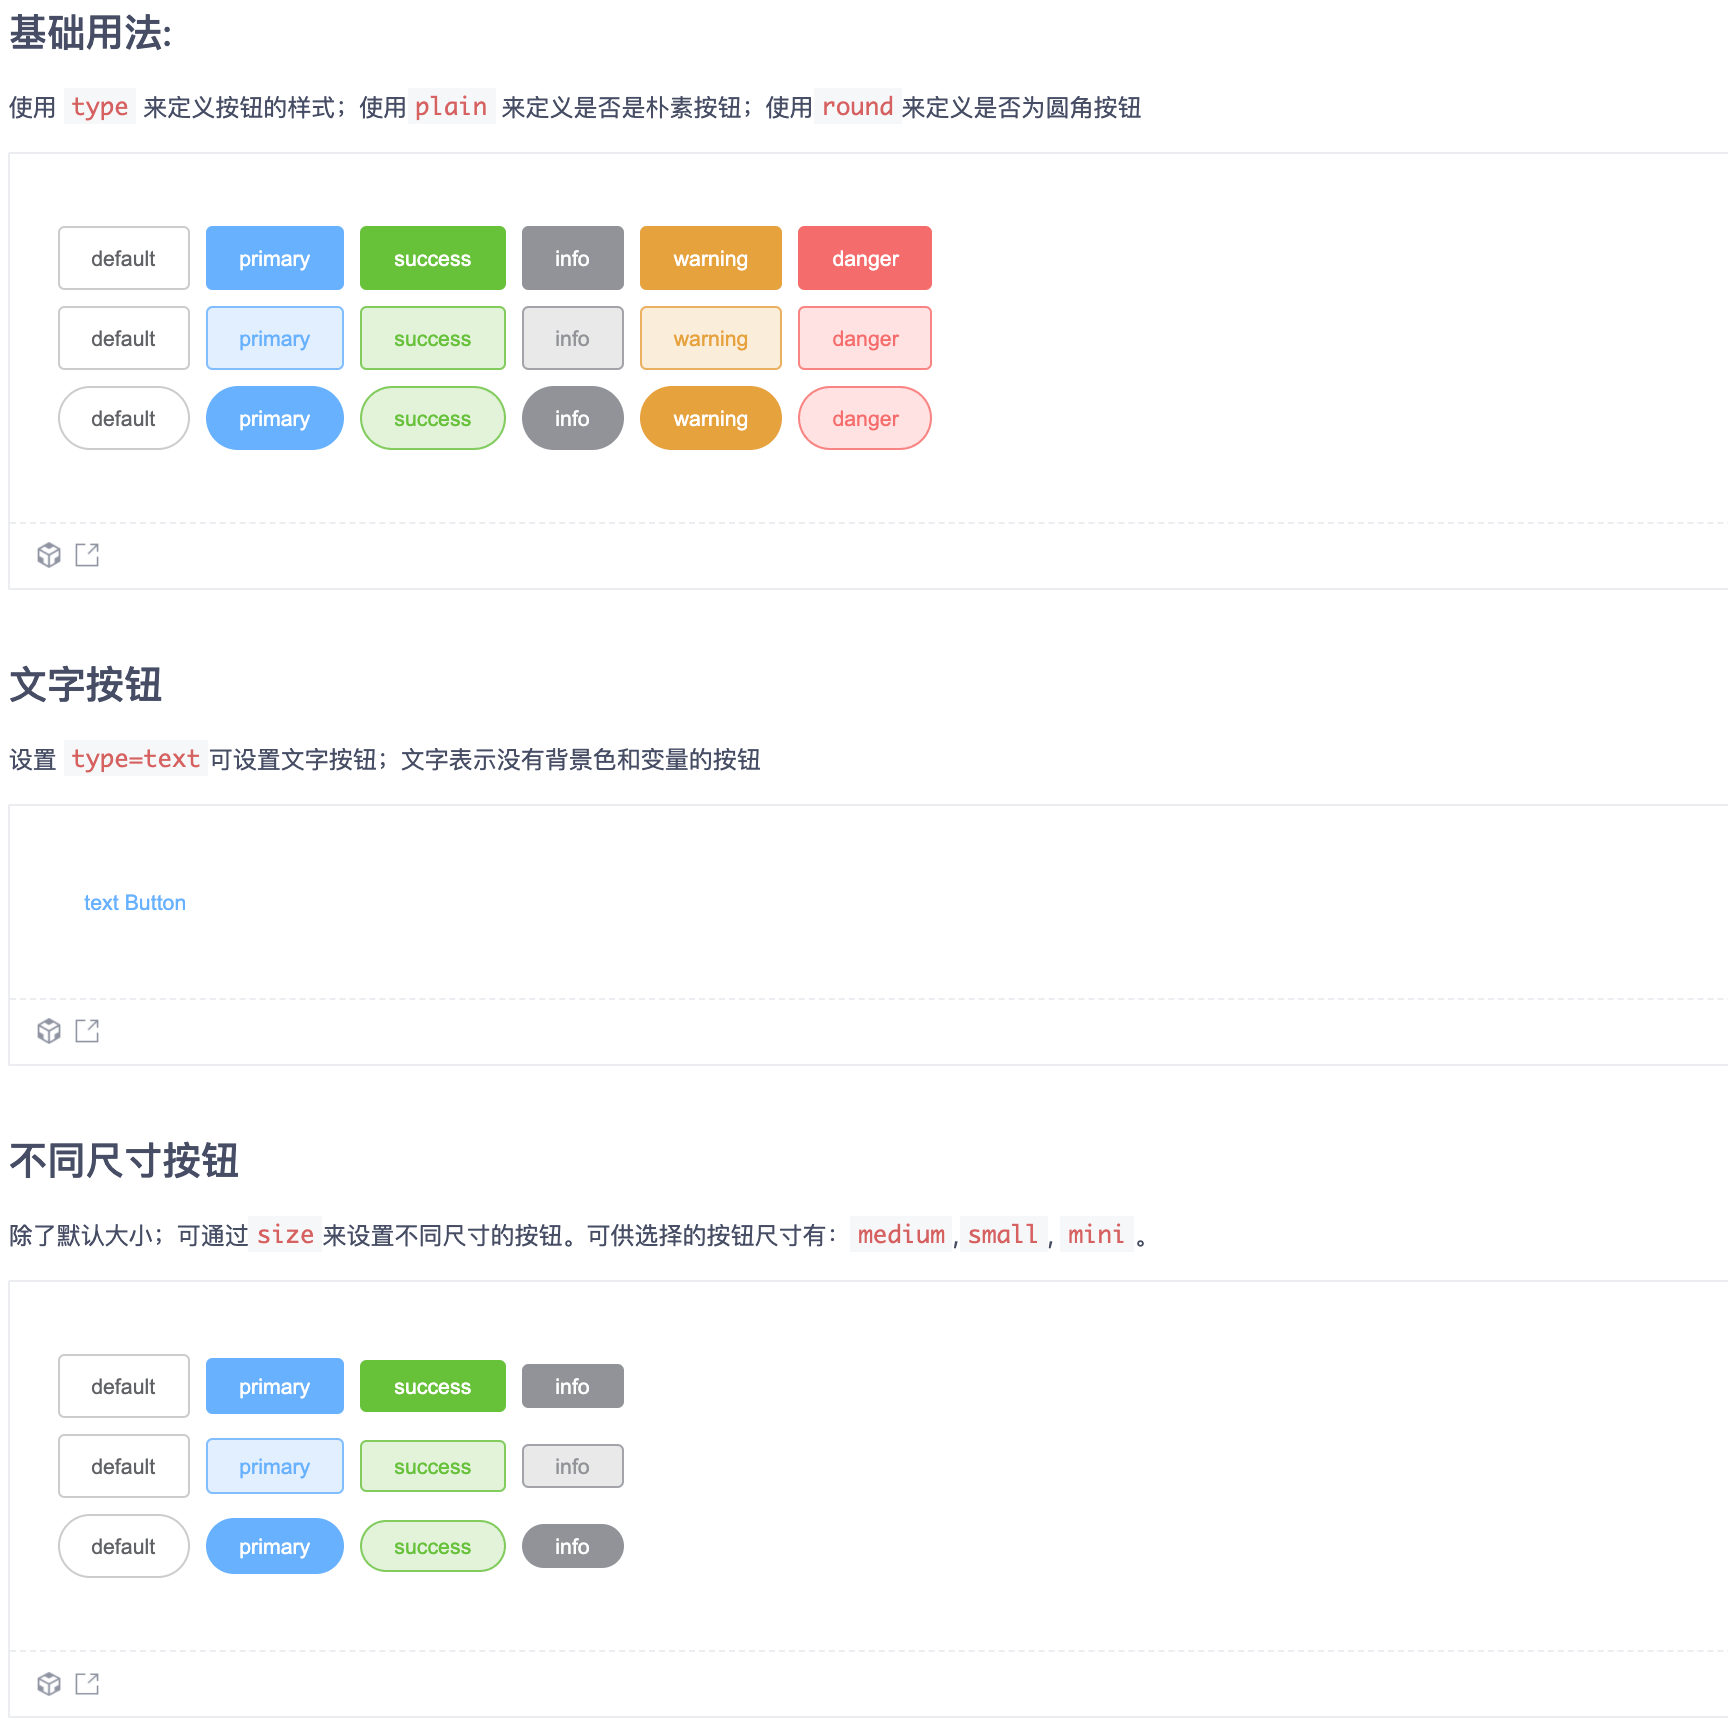 基础用法:
使用 type 来定义按钮的样式；使用 plain 来定义是否是朴素按钮；使用 round 来定义是否为圆角按钮
default primary success info warning danger
default primary success info warning danger
default primary success info warning danger
文字按钮
设置 type=text 可设置文字按钮；文字表示没有背景色和变量的按钮
text Button
不同尺寸按钮
除了默认大小；可通过 size 来设置不同尺寸的按钮。可供选择的按钮尺寸有： medium , small , mini 。
default primary success info
default primary success info
default primary success info